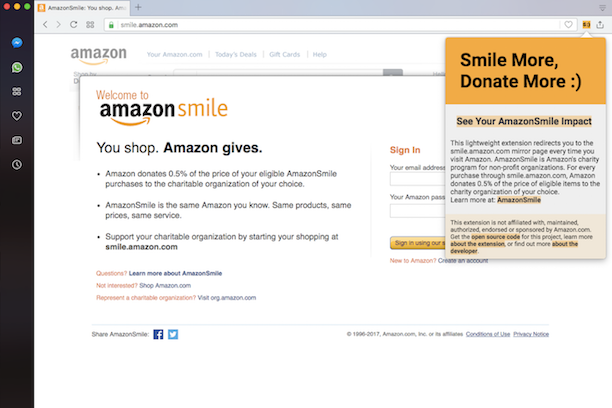 AmazonSmile: You shop. Ama
smile.amazon.com
amazon
Your Amazon.com
Today's Deals
Gift Cards
Help
Shop by
Welcome to
amazonsmile
You shop. Amazon gives.
Amazon donates 0.5% of the price of your eligible AmazonSmile
purchases to the charitable organization of your choice.
AmazonSmile is the same Amazon you know. Same products, same
prices, same service.
Support your charitable organization by starting your shopping at
smile.amazon.com
Questions? Learn more about AmazonSmile
Not interested? Shop Amazon.com
Represent a charitable organization? Visit org.amazon.com
Sign In
Your email address
Your Amazon pass
Sign in using our s
New to Amazon? Create an account
Smile More,
Donate More :)
See Your AmazonSmile Impact
This lightweight extension redirects you to the
smile.amazon.com mirror page every time you
visit Amazon. AmazonSmile is Amazon's charity
program for non-profit organizations. For every
purchase through smile.amazon.com, Amazon
donates 0.5% of the price of eligible items to the
charity organization of your choice.
Learn more at: AmazonSmile
This extension is not affiliated with, maintained,
authorized, endorsed or sponsored by Amazon.com.
Get the open source code for this project, learn more
about the extension, or find out more about the
developer.
Share AmazonSmile:
© 1996-2017, Amazon.com, Inc. or its affiliates Conditions of Use Privacy Notice